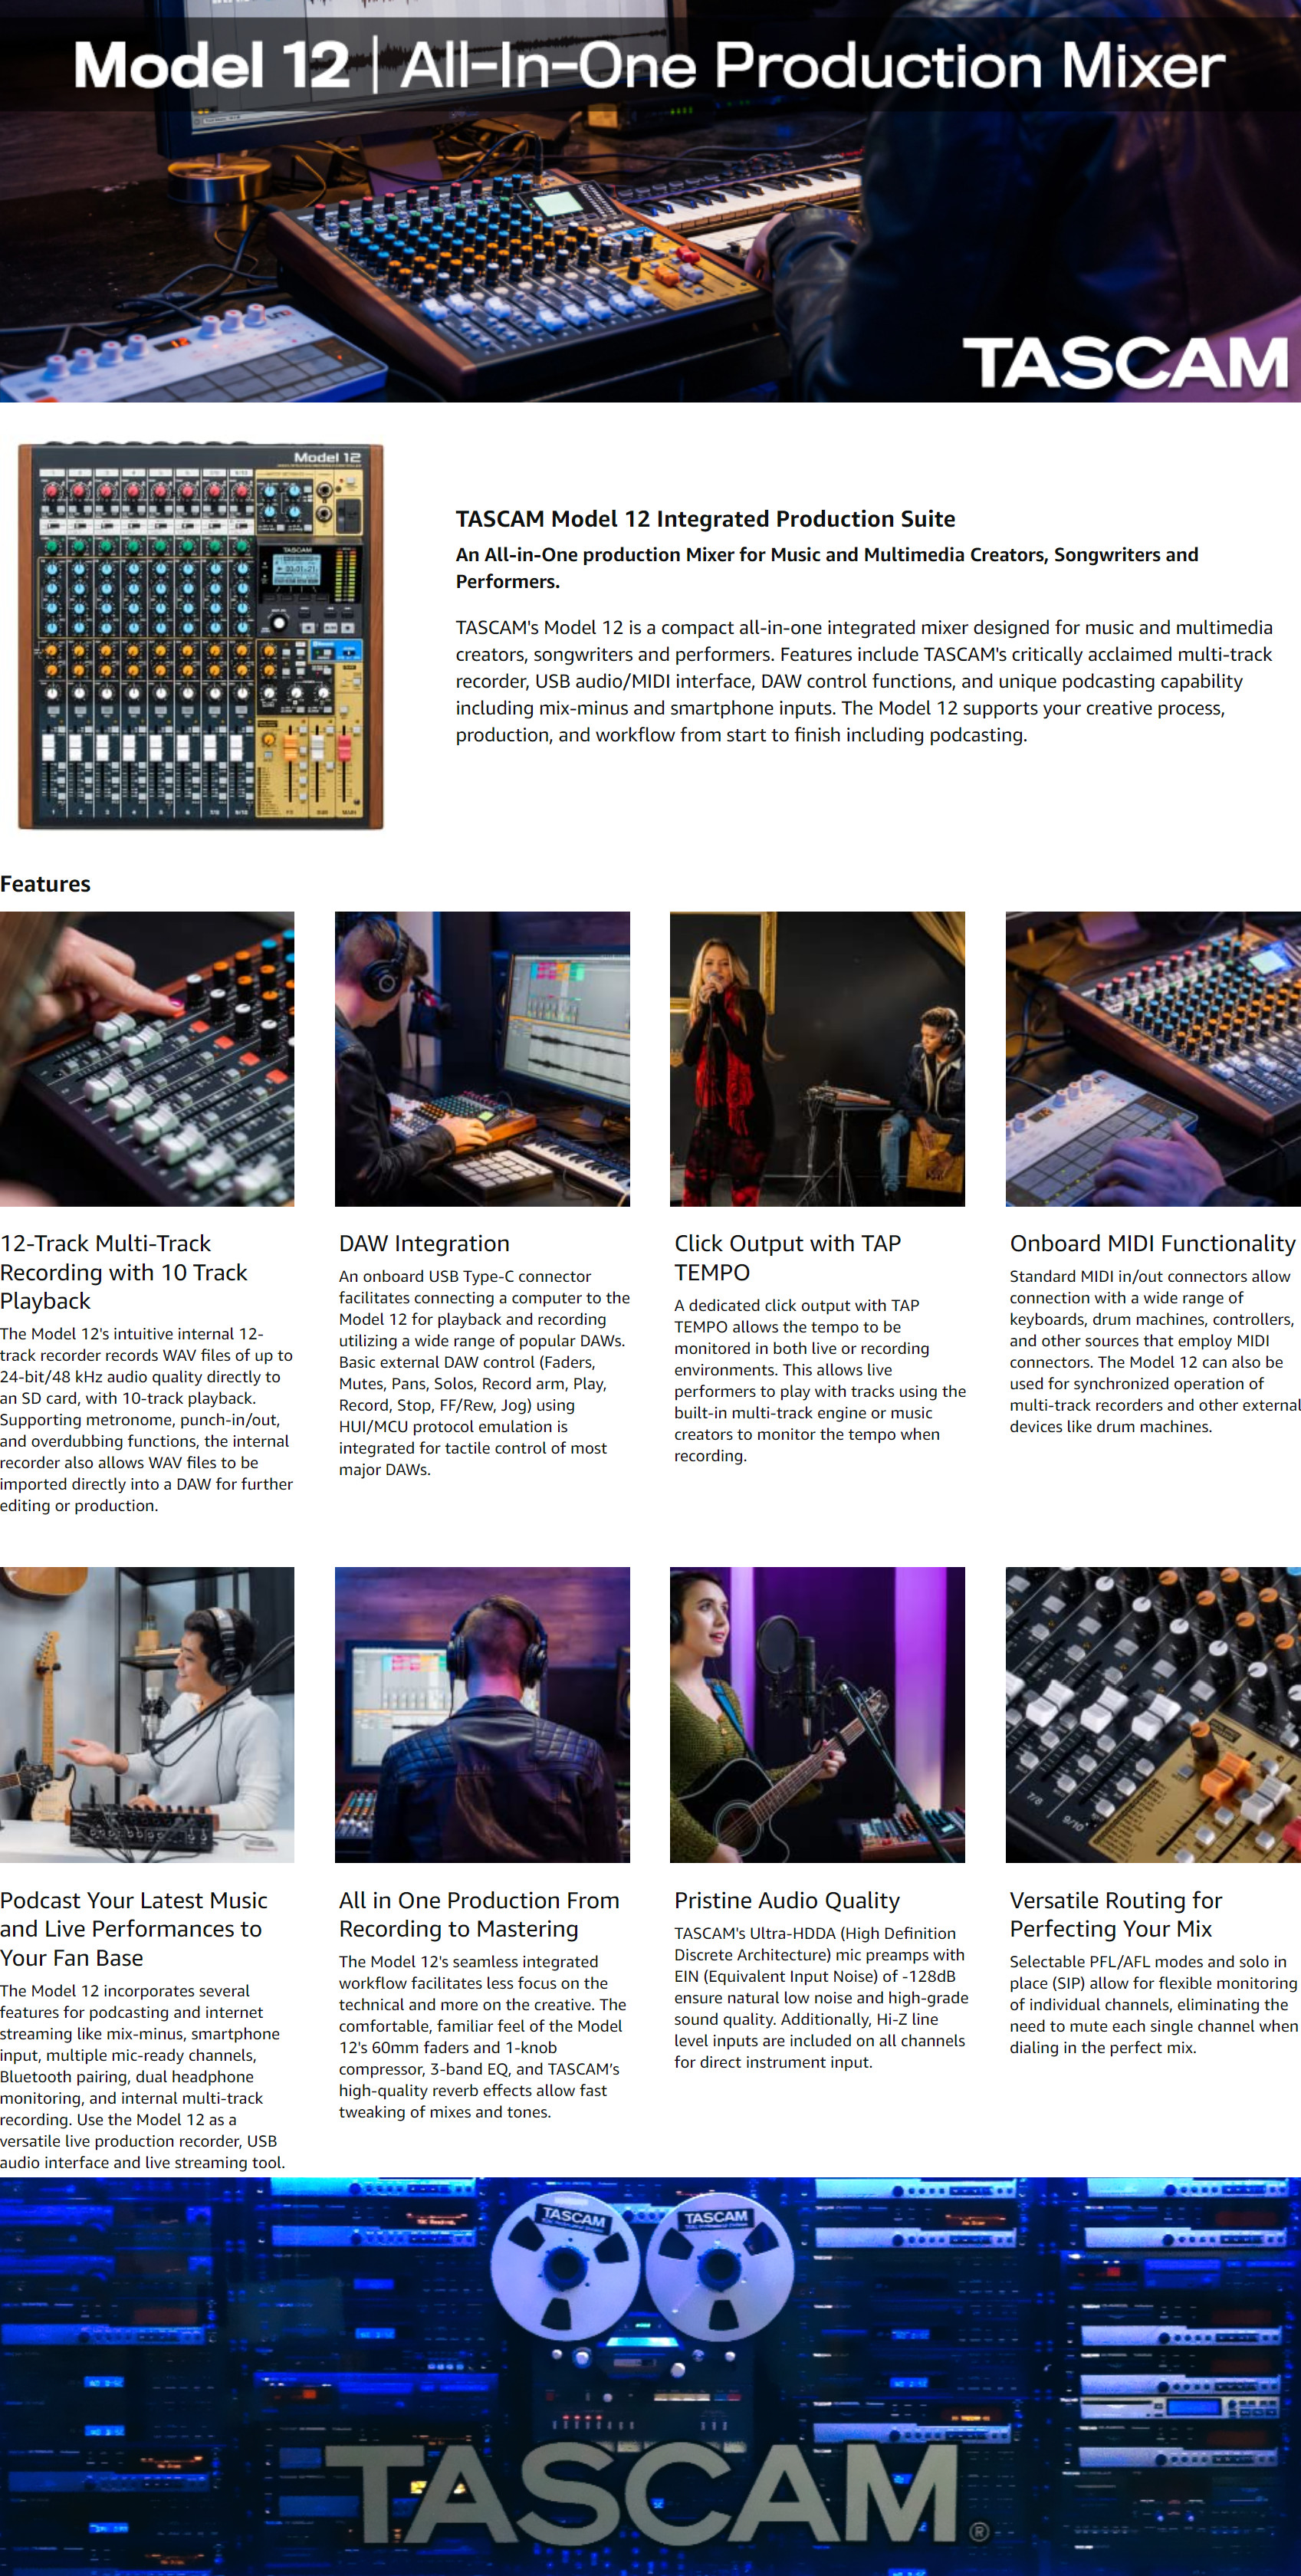 Model 12 | All-In-One Production Mixer
TASCAM
TASCAM
Model 12
TASCAM
TASCAM Model 12 Integrated Production Suite
An All-in-One production Mixer for Music and Multimedia Creators, Songwriters and
Performers.
TASCAM's Model 12 is a compact all-in-one integrated mixer designed for music and multimedia
creators, songwriters and performers. Features include TASCAM's critically acclaimed multi-track
recorder, USB audio/MIDI interface, DAW control functions, and unique podcasting capability
including mix-minus and smartphone inputs. The Model 12 supports your creative process,
production, and workflow from start to finish including podcasting.
Features
12-Track Multi-Track
Recording with 10 Track
Playback
The Model 12's intuitive internal 12-
track recorder records WAV files of up to
24-bit/48 kHz audio quality directly to
an SD card, with 10-track playback.
Supporting metronome, punch-in/out,
and overdubbing functions, the internal
recorder also allows WAV files to be
imported directly into a DAW for further
editing or production.
DAW Integration
An onboard USB Type-C connector
facilitates connecting a computer to the
Model 12 for playback and recording
utilizing a wide range of popular DAWs.
Basic external DAW control (Faders,
Mutes, Pans, Solos, Record arm, Play,
Record, Stop, FF/Rew, Jog) using
HUI/MCU protocol emulation is
integrated for tactile control of most
major DAWs.
Click Output with TAP
TEMPO
A dedicated click output with TAP
TEMPO allows the tempo to be
monitored in both live or recording
environments. This allows live
performers to play with tracks using the
built-in multi-track engine or music
creators to monitor the tempo when
recording.
Onboard MIDI Functionality
Standard MIDI in/out connectors allow
connection with a wide range of
keyboards, drum machines, controllers,
and other sources that employ MIDI
connectors. The Model 12 can also be
used for synchronized operation of
multi-track recorders and other external
devices like drum machines.
7/8
9/10
Podcast Your Latest Music
and Live Performances to
Your Fan Base
The Model 12 incorporates several
features for podcasting and internet
streaming like mix-minus, smartphone
input, multiple mic-ready channels,
Bluetooth pairing, dual headphone
monitoring, and internal multi-track
recording. Use the Model 12 as a
versatile live production recorder, USB
audio interface and live streaming tool.
All in One Production From
Recording to Mastering
The Model 12's seamless integrated
workflow facilitates less focus on the
technical and more on the creative. The
comfortable, familiar feel of the Model
12's 60mm faders and 1-knob
compressor, 3-band EQ, and TASCAM’s
high-quality reverb effects allow fast
tweaking of mixes and tones.
Pristine Audio Quality
TASCAM's Ultra-HDDA (High Definition
Discrete Architecture) mic preamps with
EIN (Equivalent Input Noise) of -128dB
ensure natural low noise and high-grade
sound quality. Additionally, Hi-Z line
level inputs are included on all channels
for direct instrument input.
Versatile Routing for
Perfecting Your Mix
Selectable PFL/AFL modes and solo in
place (SIP) allow for flexible monitoring
of individual channels, eliminating the
need to mute each single channel when
dialing in the perfect mix.
TASCAM
TASCAM
TASCAM®